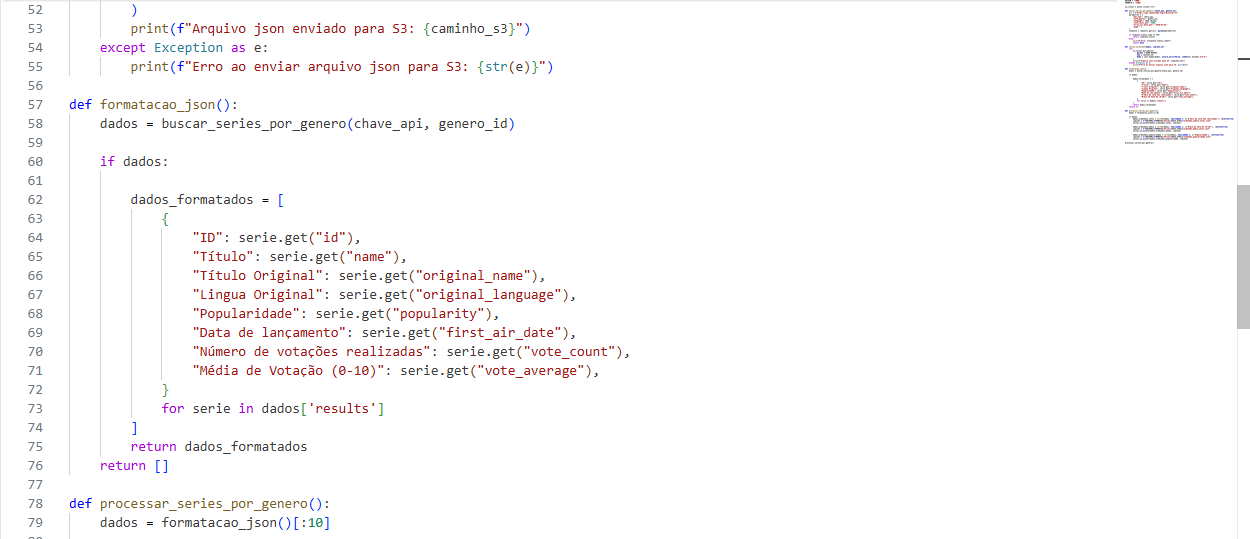 52 )
53 print(f"Arquivo json enviado para S3: {caminho_s3}")
54 except Exception as e:
55 print(f"Erro ao enviar arquivo json para S3: {str(e)}")
56
57 def formatacao_json():
58 dados = buscar_series_por_genero(chave_api, genero_id)
59
60 if dados:
61
62 dados_formatados = [
63 {
64 "ID": serie.get("id"),
65 "Título": serie.get("name"),
66 "Título Original": serie.get("original_name"),
67 "Lingua Original": serie.get("original_language"),
68 "Popularidade": serie.get("popularity"),
69 "Data de lançamento": serie.get("first_air_date"),
70 "Número de votações realizadas": serie.get("vote_count"),
71 "Média de Votação (0-10)": serie.get("vote_average"),
72 }
73 for serie in dados['results']
74 ]
75 return dados_formatados
76 return []
77
78 def processar_series_por_genero():
79 dados = formatacao_json()[:10]